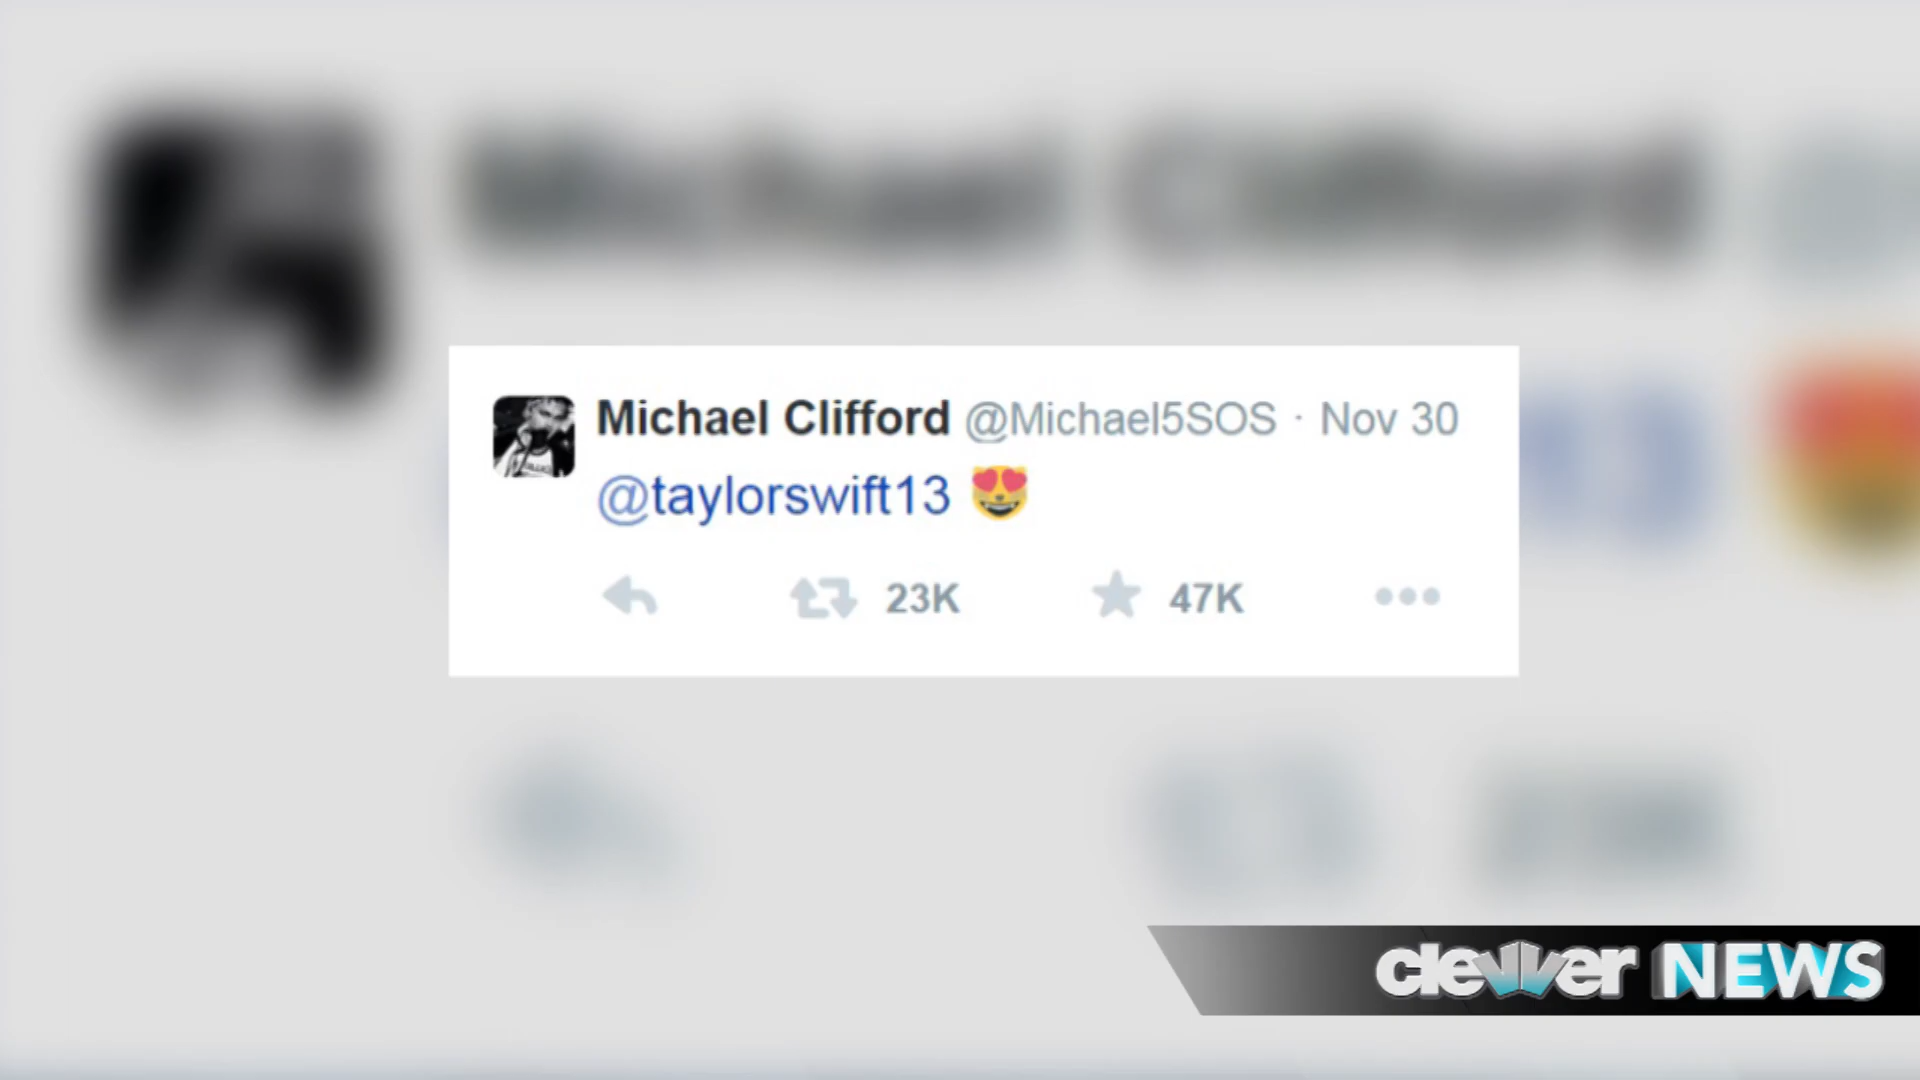 Michael Clifford @Michael5SOS · Nov 30
@taylorswift13 😻
23K 47K
clevver NEWS